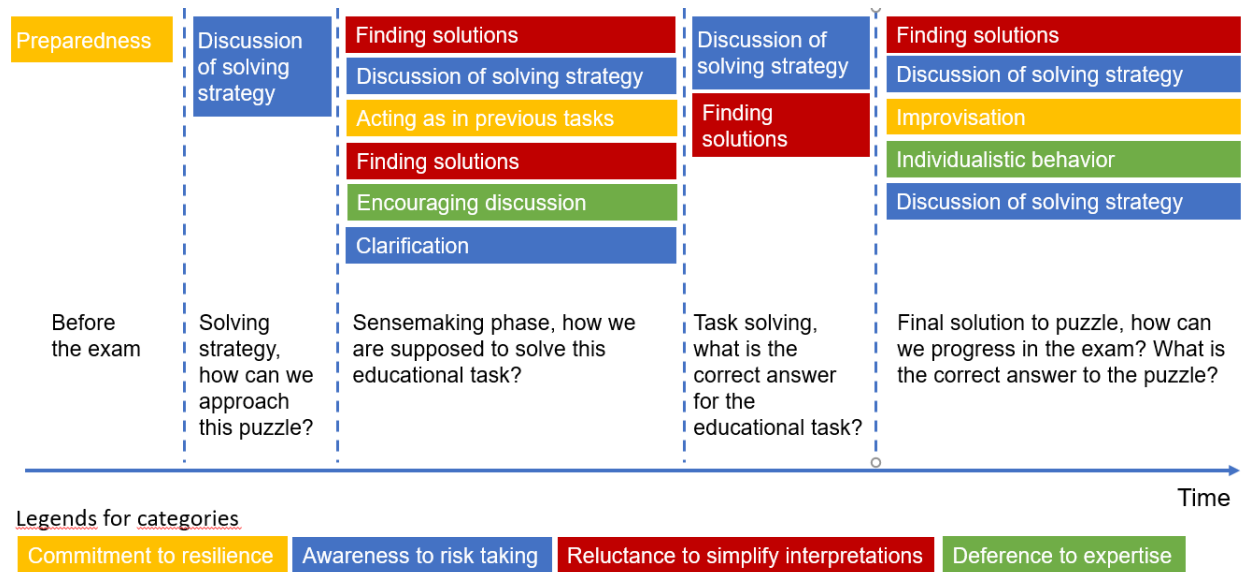 Preparedness
Discussion
of solving
strategy
Finding solutions
Discussion of solving strategy
Acting as in previous tasks
Finding solutions
Encouraging discussion
Clarification
Discussion of
solving strategy
Finding
solutions
Finding solutions
Discussion of solving strategy
Improvisation
Individualistic behavior
Discussion of solving strategy
Before
the exam
Solving
strategy,
how can we
approach
this puzzle?
Sensemaking phase, how we
are supposed to solve this
educational task?
Task solving,
what is the
correct answer
for the
educational task?
Final solution to puzzle, how can
we progress in the exam? What is
the correct answer to the puzzle?
Time
Legends for categories
Commitment to resilience
Awareness to risk taking
Reluctance to simplify interpretations
Deference to expertise